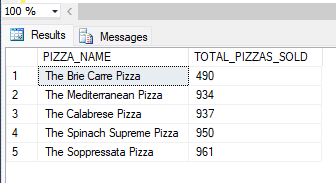 100 %
Results Messages
PIZZA_NAME TOTAL_PIZZAS_SOLD
1 The Brie Carre Pizza 490
2 The Mediterranean Pizza 934
3 The Calabrese Pizza 937
4 The Spinach Supreme Pizza 950
5 The Soppressata Pizza 961